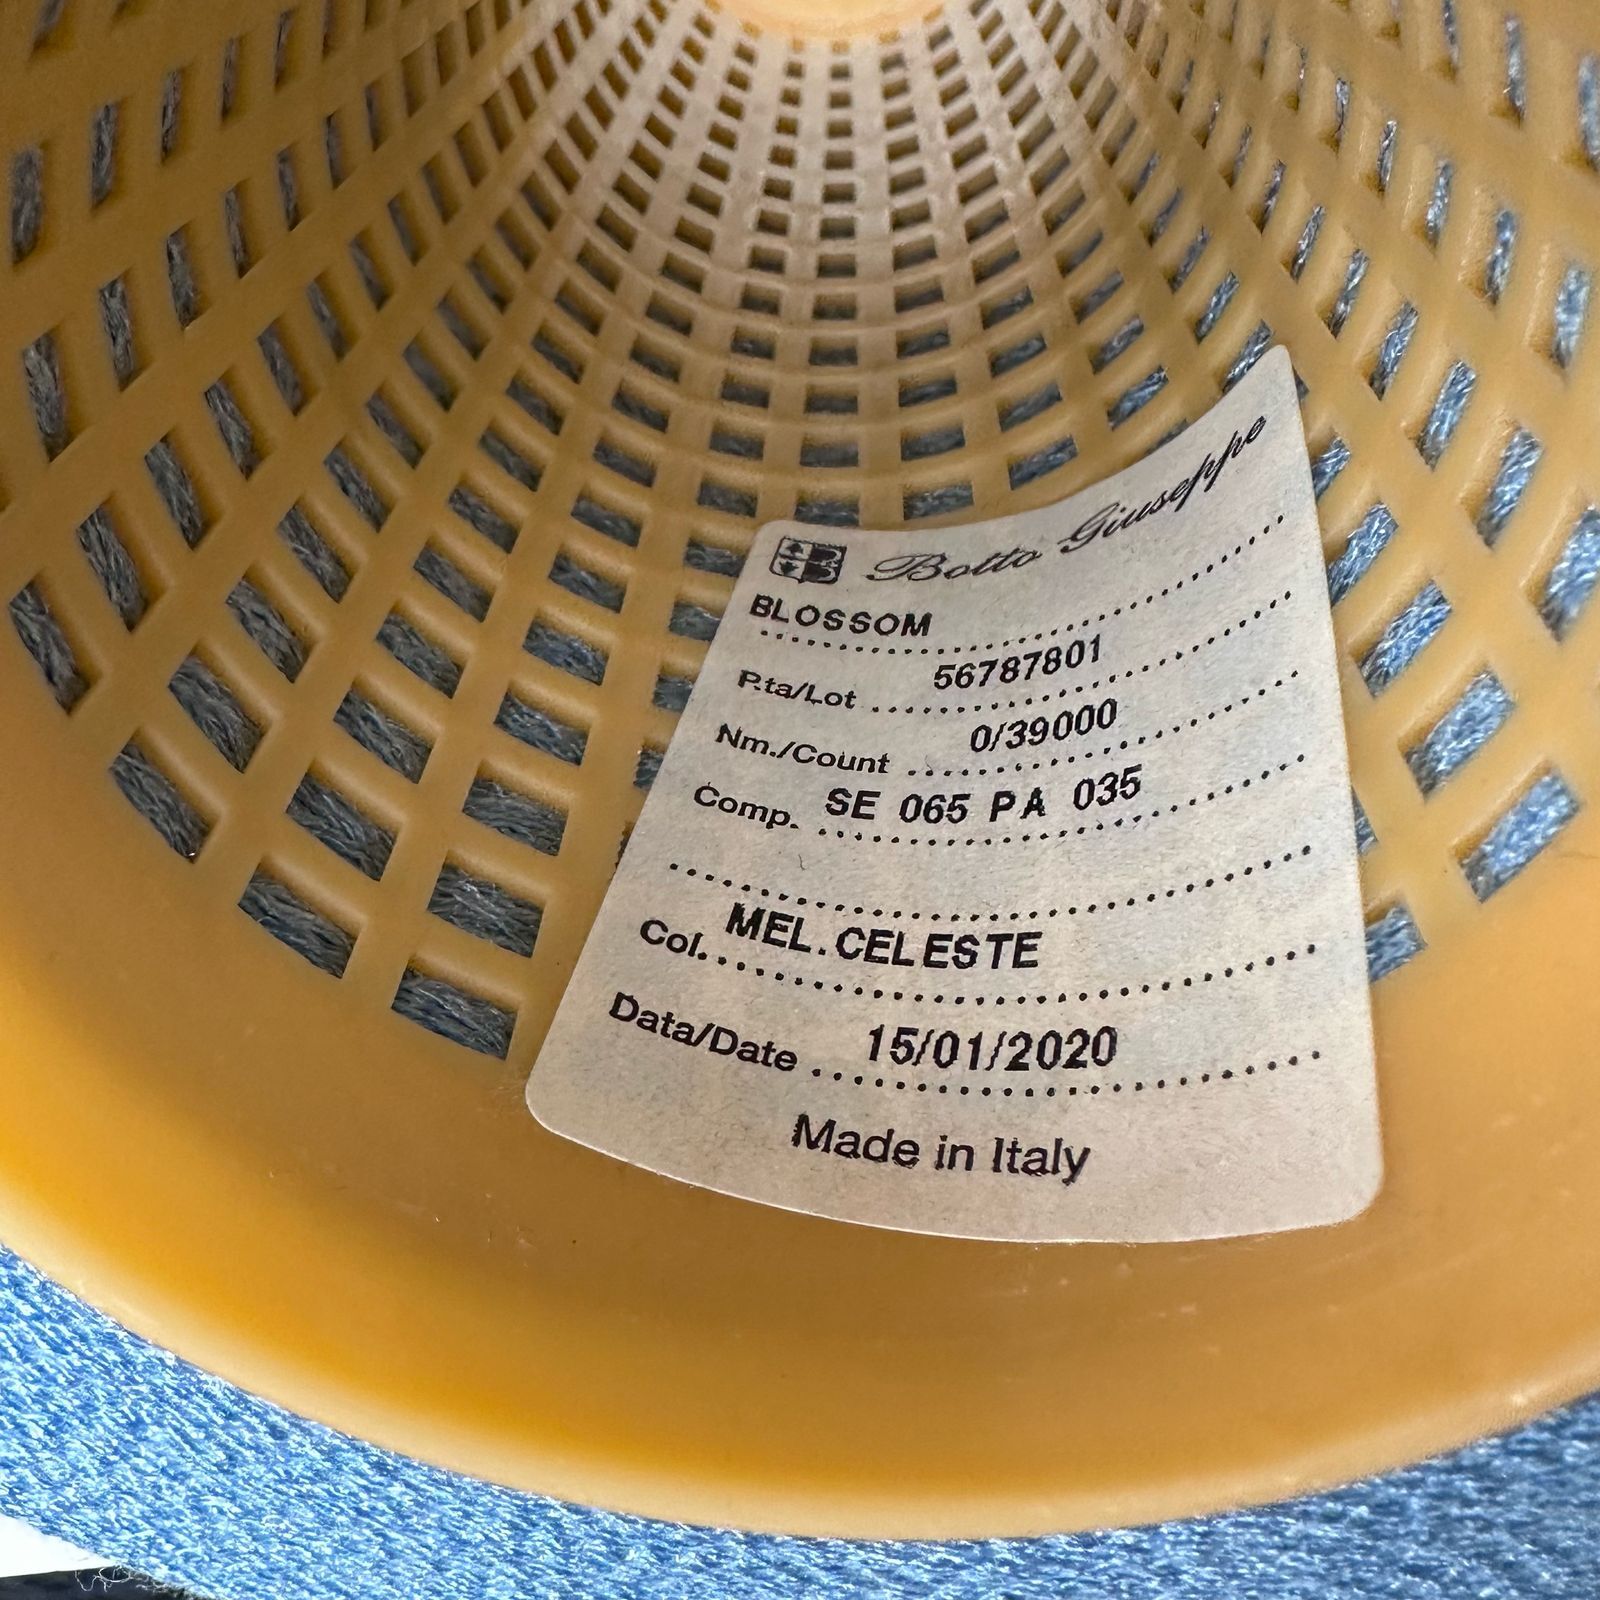 Botto Giuseppe
BLOSSOM
P.ta/Lot 56787801
Nm./Count 0/39000
Comp. SE 065 PA 035
Col. MEL.CELESTE
Data/Date 15/01/2020
Made in Italy